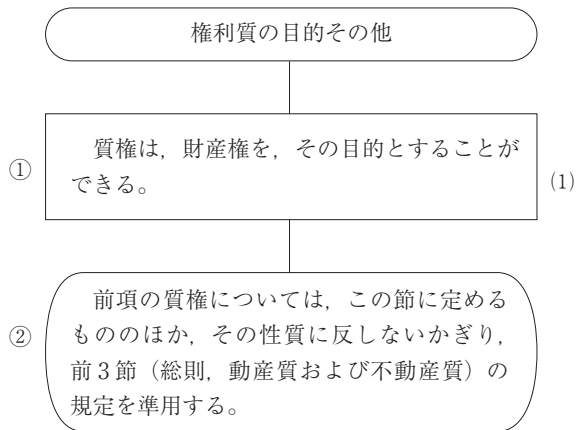 権利質の目的その他
① 質権は，財産権を，その目的とすることが
できる。
(1)
② 前項の質権については，この節に定める
もののほか，その性質に反しないかぎり，
前3節（総則，動産質および不動産質）の
規定を準用する。